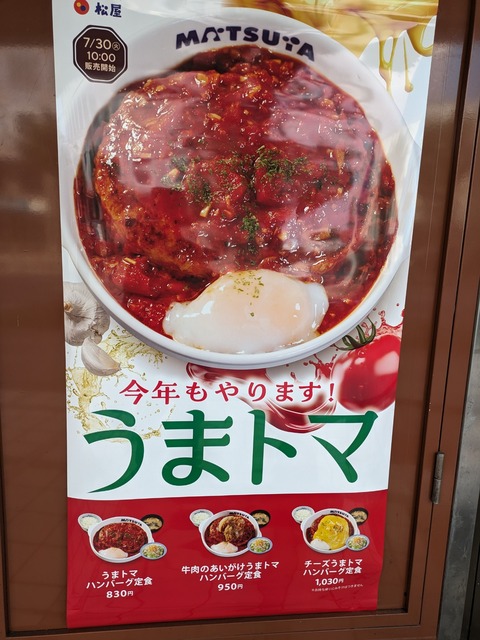 松屋
7/30㊋
10:00
販売開始
MATSUYA
今年もやります!
うまトマ
うまトマ
ハンバーグ定食
830円
牛肉のあいがけうまトマ
ハンバーグ定食
950円
チーズうまトマ
ハンバーグ定食
1,030円